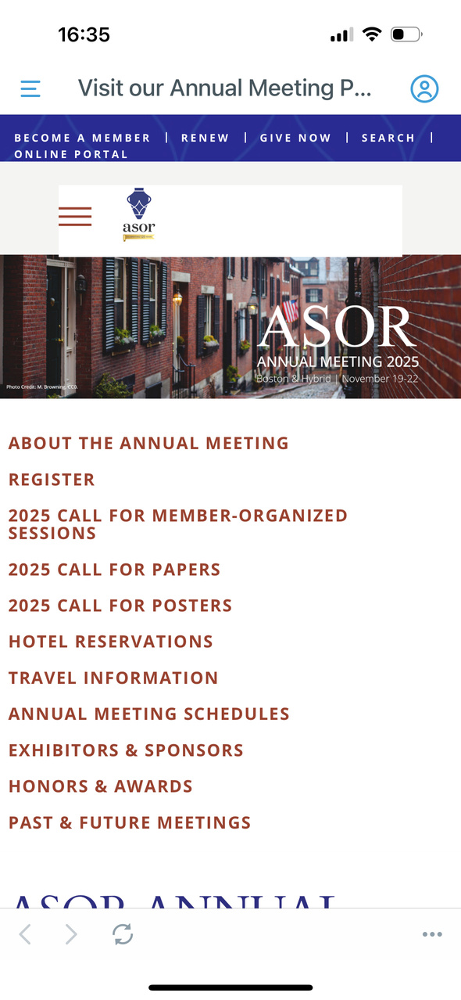 16:35
Visit our Annual Meeting P...
BECOME A MEMBER | RENEW | GIVE NOW | SEARCH |
ONLINE PORTAL
asor
ASOR
ANNUAL MEETING 2025
Boston & Hybrid | November 19-22
Photo Credit: M. Browning, CC0.
ABOUT THE ANNUAL MEETING
REGISTER
2025 CALL FOR MEMBER-ORGANIZED
SESSIONS
2025 CALL FOR PAPERS
2025 CALL FOR POSTERS
HOTEL RESERVATIONS
TRAVEL INFORMATION
ANNUAL MEETING SCHEDULES
EXHIBITORS & SPONSORS
HONORS & AWARDS
PAST & FUTURE MEETINGS
ASOR ANNUAL